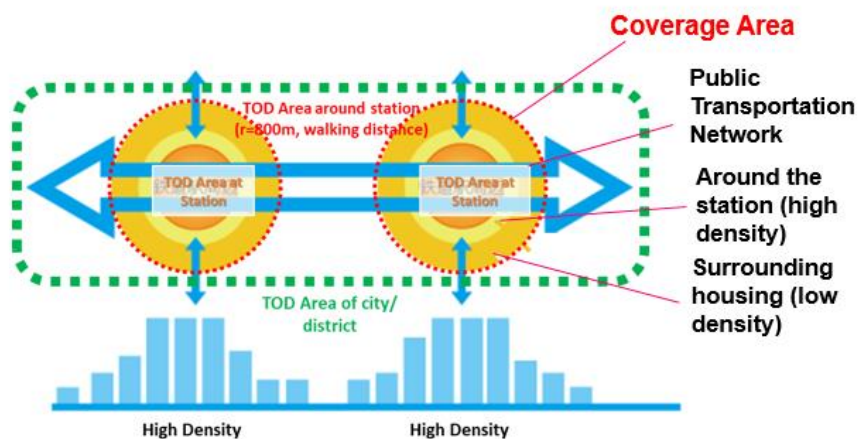 Coverage Area
Public
Transportation
Network
TOD Area around station
(r=800m, walking distance)
TOD Area at
Station
TOD Area at
Station
Around the
station (high
density)
Surrounding
housing (low
density)
TOD Area of city/
district
High Density
High Density